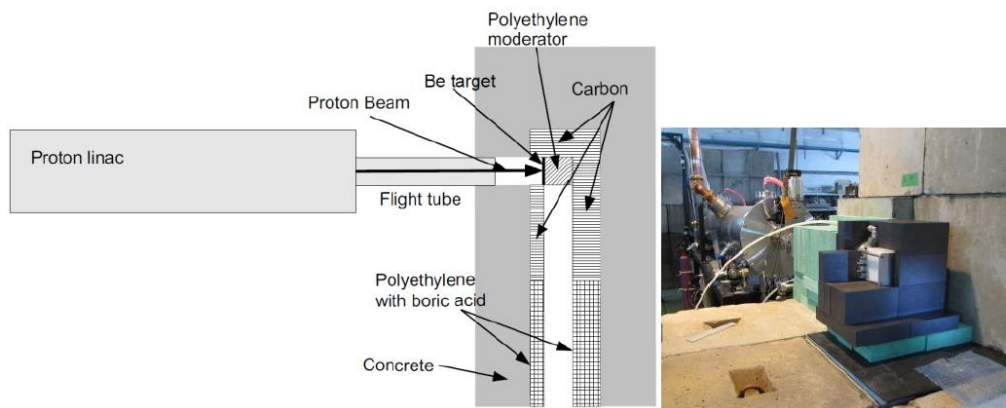 Polyethylene
moderator
Be target
Carbon
Proton Beam
Proton linac
Flight tube
Polyethylene
with boric acid
Concrete